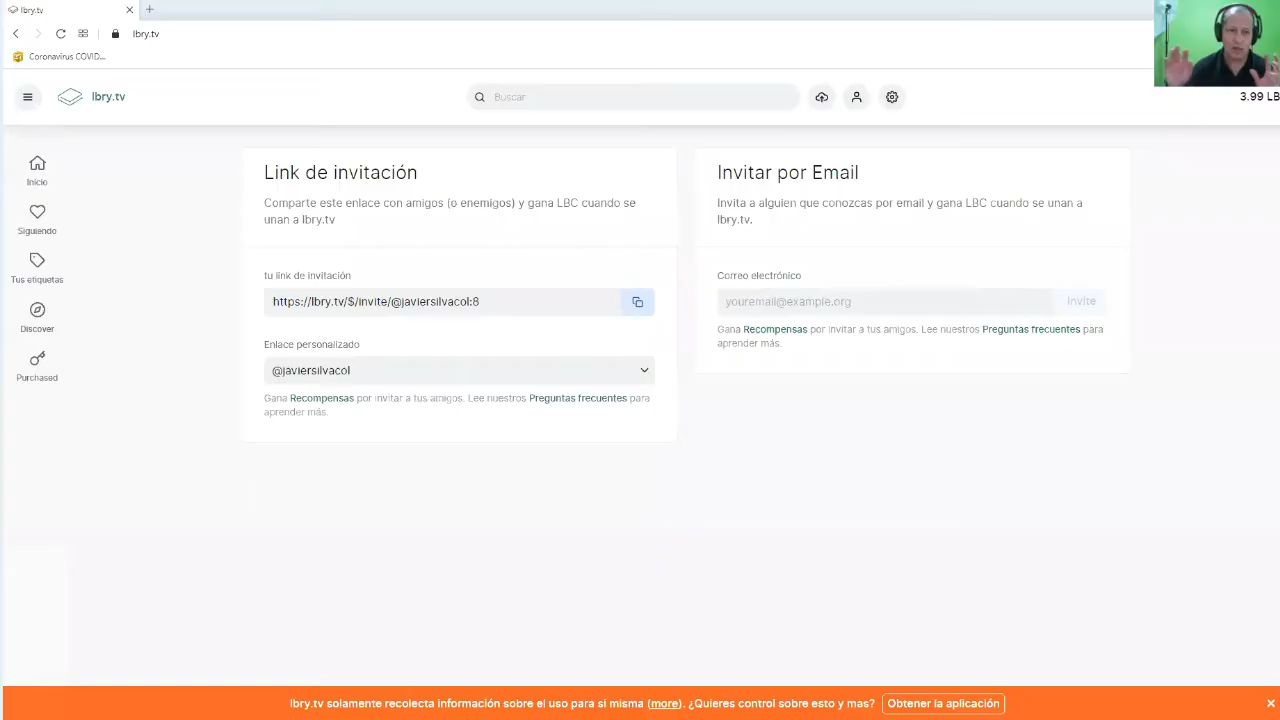 lbry.tv
lbry.tv
Coronavirus COVID...
lbry.tv
Buscar
3.99 LB
Inicio
Siguiendo
Tus etiquetas
Discover
Purchased
Link de invitación
Comparte este enlace con amigos (o enemigos) y gana LBC cuando se
unan a lbry.tv
tu link de invitación
https://lbry.tv/$/invite/@javiersilvacol:8
Enlace personalizado
@javiersilvacol
Gana Recompensas por invitar a tus amigos. Lee nuestros Preguntas frecuentes para
aprender más.
Invitar por Email
Invita a alguien que conozcas por email y gana LBC cuando se unan a
lbry.tv.
Correo electrónico
youremail@example.org
Invite
Gana Recompensas por invitar a tus amigos. Lee nuestros Preguntas frecuentes para
aprender más.
lbry.tv solamente recolecta información sobre el uso para si misma (more). ¿Quieres control sobre esto y mas? Obtener la aplicación